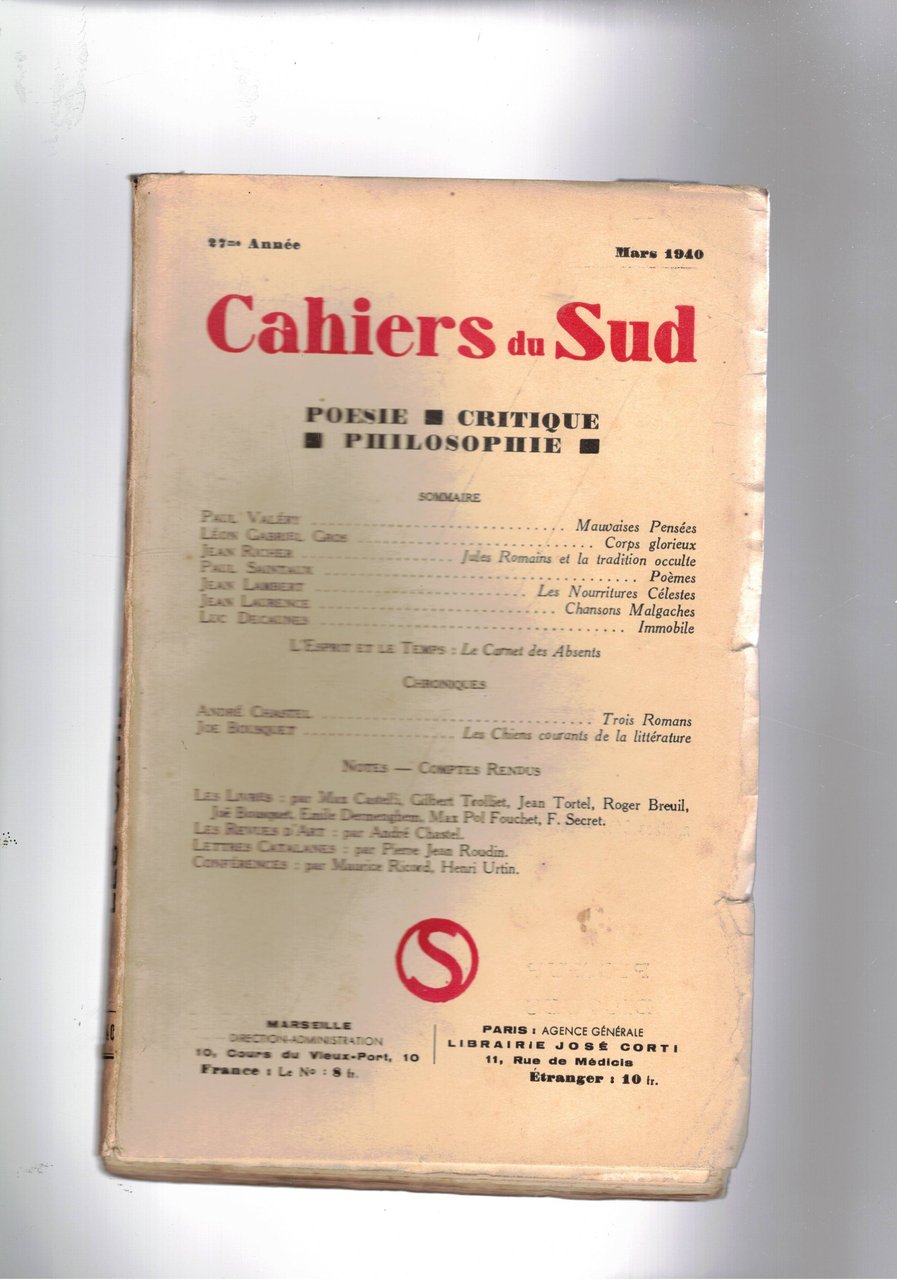 27me Année Mars 1940
Cahiers du Sud
POESIE ■ CRITIQUE
■ PHILOSOPHIE ■
SOMMAIRE
PAUL VALÉRY ........ Mauvaises Pensées
LÉON GABRIEL GROS ........ Corps glorieux
JEAN RICHER ........ Jules Romains et la tradition occulte
PAUL SAINTAUX ........ Poèmes
JEAN LAMBERT ........ Les Nourritures Célestes
JEAN LAURENCE ........ Chansons Malgaches
LUC DECAUNES ........ Immobile
L'ESPRIT ET LE TEMPS : Le Carnet des Absents
CHRONIQUES
ANDRÉ CHASTEL ........ Trois Romans
JOE BOUSQUET ........ Les Chiens courants de la littérature
NOTES — COMPTES RENDUS
LES LIVRES : par Max Castelli, Gilbert Trolliet, Jean Tortel, Roger Breuil,
Joë Bousquet, Emile Dermenghem, Max Pol Fouchet, F. Secret.
LES REVUES D'ART : par André Chastel.
LETTRES CATALANES : par Pierre Jean Roudin.
CONFÉRENCES : par Maurice Ricord, Henri Urtin.
S
MARSEILLE
DIRECTION-ADMINISTRATION
10, Cours du Vieux-Port, 10
France : Le No : 8 fr.
PARIS : AGENCE GÉNÉRALE
LIBRAIRIE JOSÉ CORTI
11, Rue de Médicis
Étranger : 10 fr.